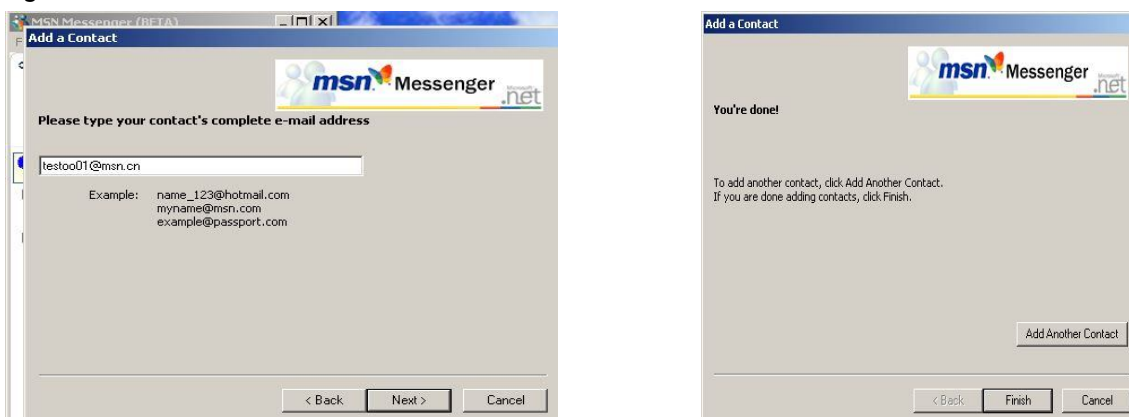 MSN Messenger (BETA)
Add a Contact
msn Messenger
.net
Please type your contact's complete e-mail address
testoo01@msn.cn
Example: name_123@hotmail.com
myname@msn.com
example@passport.com
< Back Next > Cancel
Add a Contact
msn Messenger
.net
You're done!
To add another contact, click Add Another Contact.
If you are done adding contacts, click Finish.
Add Another Contact
< Back Finish Cancel